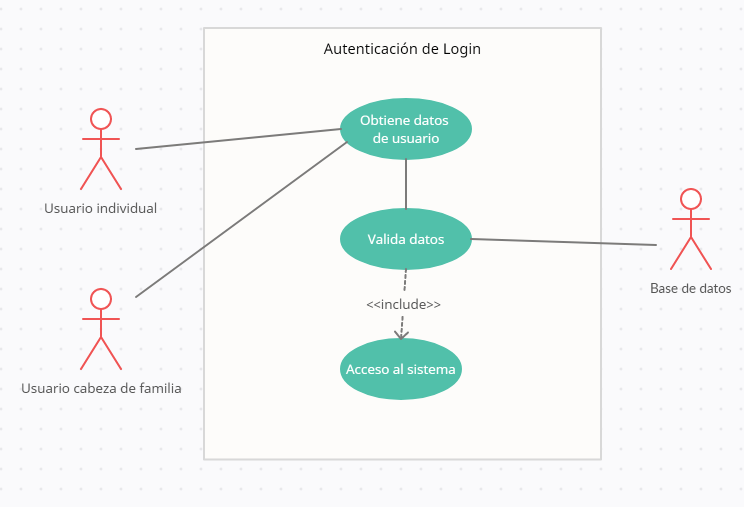 Autenticación de Login
Obtiene datos
de usuario
Usuario individual
Valida datos
Base de datos
<<include>>
Acceso al sistema
Usuario cabeza de familia